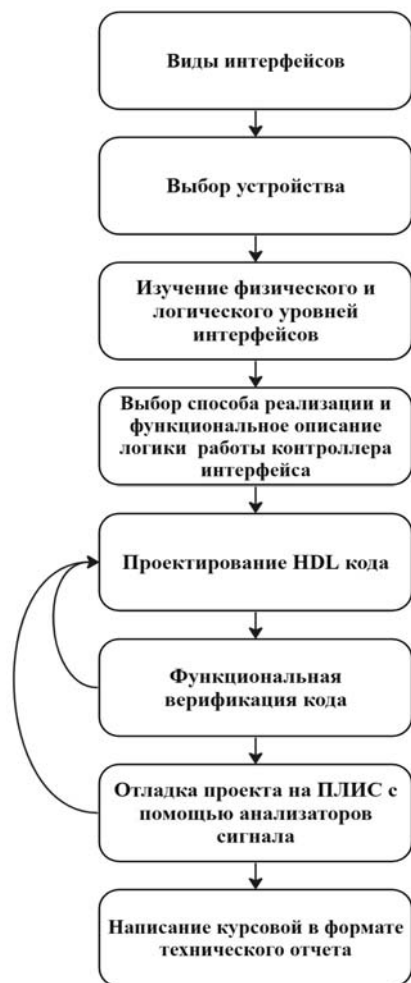 Виды интерфейсов
Выбор устройства
Изучение физического и
логического уровней
интерфейсов
Выбор способа реализации и
функциональное описание
логики работы контроллера
интерфейса
Проектирование HDL кода
Функциональная
верификация кода
Отладка проекта на ПЛИС с
помощью анализаторов
сигнала
Написание курсовой в формате
технического отчета